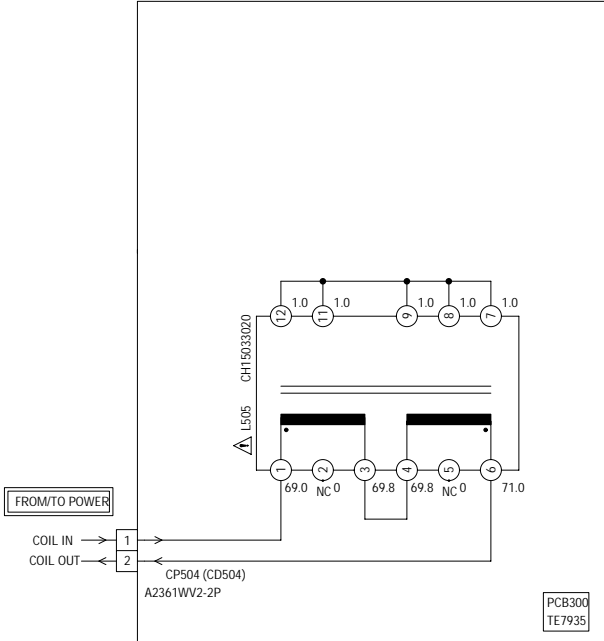 1.0 1.0 1.0 1.0 1.0
12 11 9 8 7
CH15033020
L505
1 2 3 4 5 6
69.0 NC 0 69.8 69.8 NC 0 71.0
FROM/TO POWER
COIL IN 1
COIL OUT 2
CP504 (CD504)
A2361WV2-2P
PCB300
TE7935